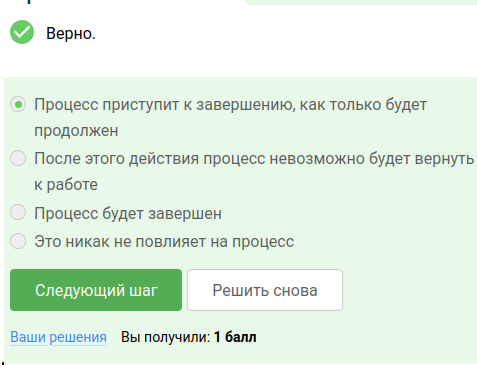 Верно.
Процесс приступит к завершению, как только будет
продолжен
После этого действия процесс невозможно будет вернуть
к работе
Процесс будет завершен
Это никак не повлияет на процесс
Следующий шаг
Решить снова
Ваши решения Вы получили: 1 балл